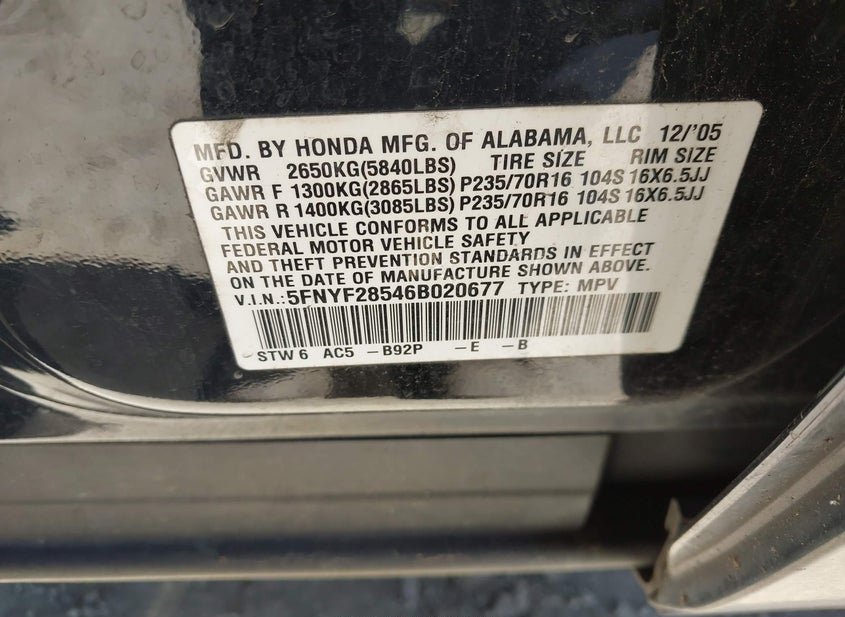 MFD. BY HONDA MFG. OF ALABAMA, LLC 12/'05
GVWR 2650KG(5840LBS) TIRE SIZE RIM SIZE
GAWR F 1300KG(2865LBS) P235/70R16 104S 16X6.5JJ
GAWR R 1400KG(3085LBS) P235/70R16 104S 16X6.5JJ
THIS VEHICLE CONFORMS TO ALL APPLICABLE
FEDERAL MOTOR VEHICLE SAFETY
AND THEFT PREVENTION STANDARDS IN EFFECT
ON THE DATE OF MANUFACTURE SHOWN ABOVE.
V.I.N.:5FNYF28546B020677 TYPE: MPV
STW6 AC5 -B92P -E -B